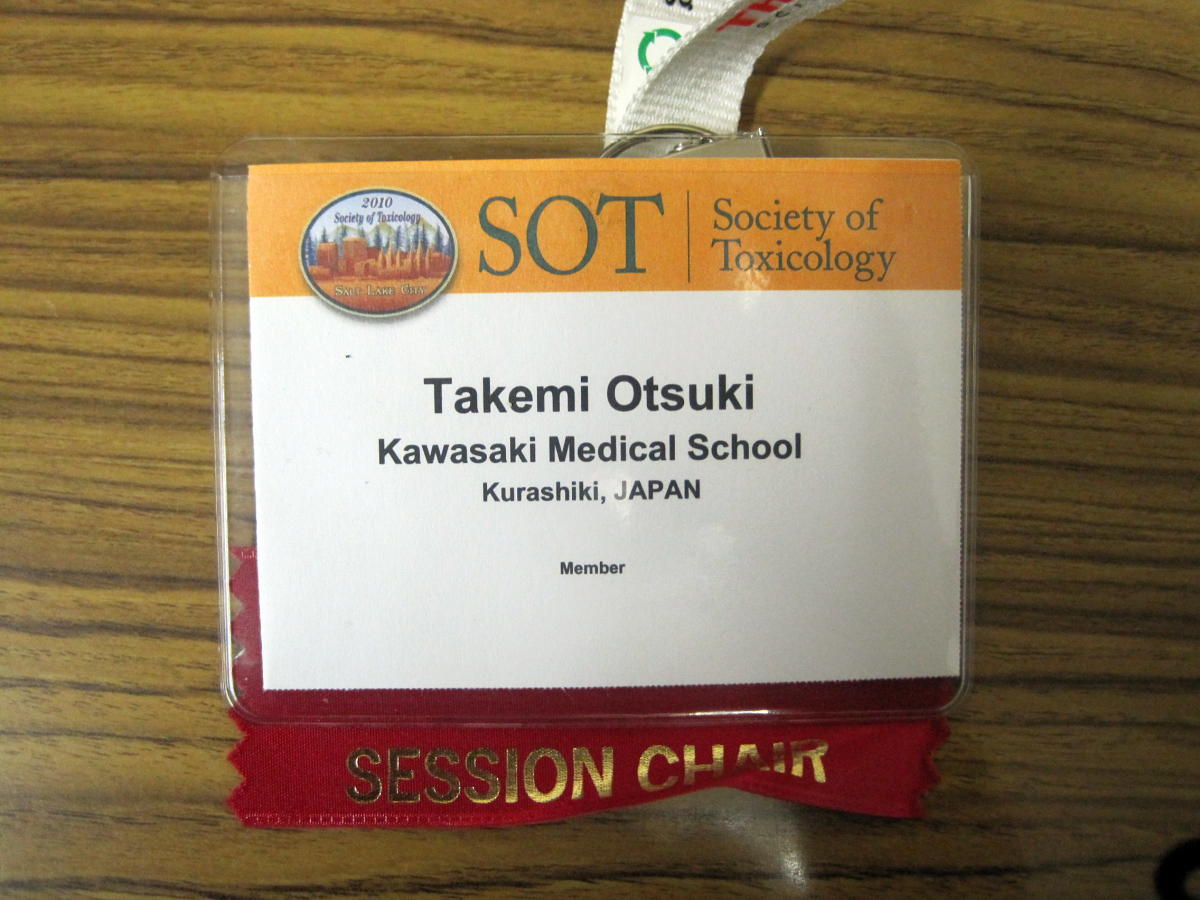 2010
Society of Toxicology
SALT LAKE CITY
SOT
Society of
Toxicology
Takemi Otsuki
Kawasaki Medical School
Kurashiki, JAPAN
Member
SESSION CHAIR